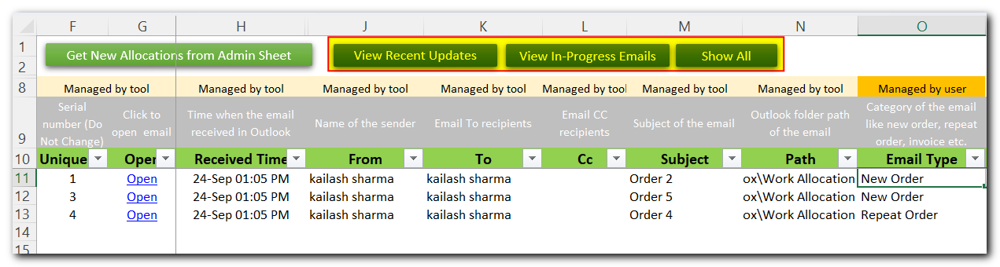 F G H J K L M N O
1 Get New Allocations from Admin Sheet View Recent Updates View In-Progress Emails Show All
2
8 Managed by tool Managed by tool Managed by tool Managed by tool Managed by tool Managed by tool Managed by tool Managed by user
Serial Category of the email
number (Do Click to Time when the email Name of the sender Email To recipients Email CC Subject of the email Outlook folder path like new order, repeat
9 Not Change) open email received in Outlook recipients of the email order, invoice etc.
10 Unique Open Received Time From To Cc Subject Path Email Type
11 1 Open 24-Sep 01:05 PM kailash sharma kailash sharma Order 2 ox\Work Allocation New Order
12 3 Open 24-Sep 01:05 PM kailash sharma kailash sharma Order 5 ox\Work Allocation New Order
13 4 Open 24-Sep 01:05 PM kailash sharma kailash sharma Order 4 ox\Work Allocation Repeat Order
14
15